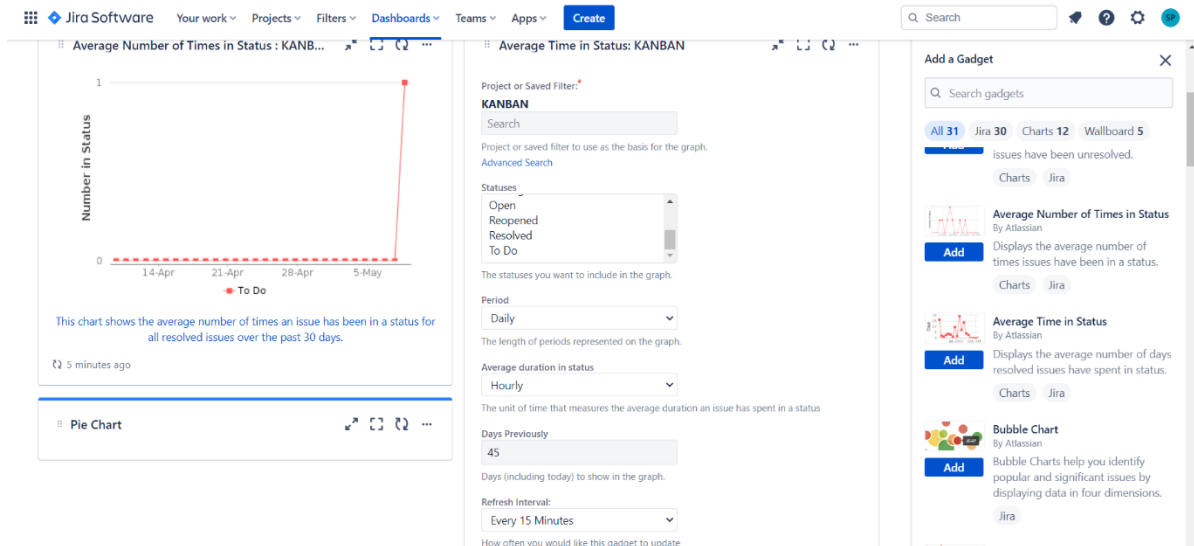 Jira Software
Your work
Projects
Filters
Dashboards
Teams
Apps
Create
Search
SP
Average Number of Times in Status : KANB...
1
0
Number in Status
14-Apr
21-Apr
28-Apr
5-May
To Do
This chart shows the average number of times an issue has been in a status for
all resolved issues over the past 30 days.
5 minutes ago
Pie Chart
Average Time in Status: KANBAN
Project or Saved Filter:*
KANBAN
Search
Project or saved filter to use as the basis for the graph.
Advanced Search
Statuses
Open
Reopened
Resolved
To Do
The statuses you want to include in the graph.
Period
Daily
The length of periods represented on the graph.
Average duration in status
Hourly
The unit of time that measures the average duration an issue has spent in a status
Days Previously
45
Days (including today) to show in the graph.
Refresh Interval:
Every 15 Minutes
How often you would like this gadget to update
Add a Gadget
Search gadgets
All 31
Jira 30
Charts 12
Wallboard 5
Add
issues have been unresolved.
Charts
Jira
Average Number of Times in Status
By Atlassian
Add
Displays the average number of
times issues have been in a status.
Charts
Jira
Average Time in Status
By Atlassian
Add
Displays the average number of days
resolved issues have spent in status.
Charts
Jira
Bubble Chart
By Atlassian
Add
Bubble Charts help you identify
popular and significant issues by
displaying data in four dimensions.
Jira